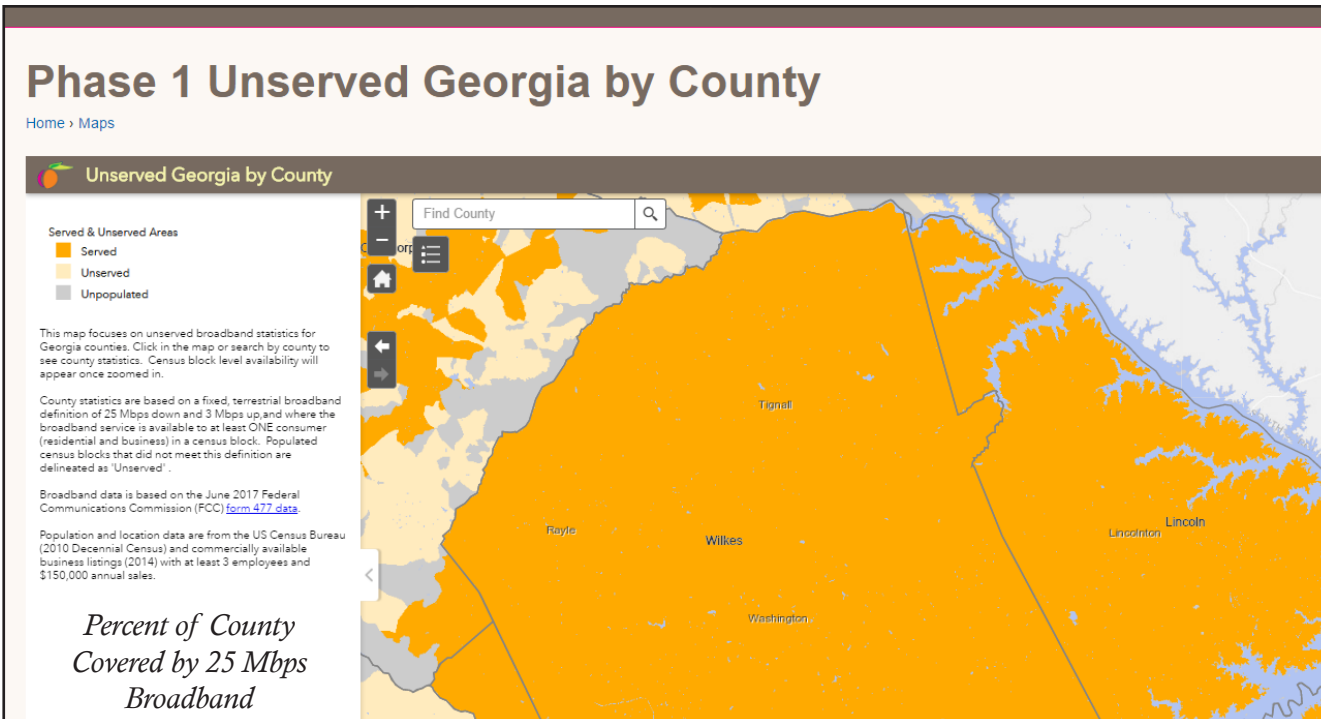 Phase 1 Unserved Georgia by County
Home › Maps
Unserved Georgia by County
Find County
Served & Unserved Areas
Served
Unserved
Unpopulated
This map focuses on unserved broadband statistics for
Georgia counties. Click in the map or search by county to
see county statistics. Census block level availability will
appear once zoomed in.
County statistics are based on a fixed, terrestrial broadband
definition of 25 Mbps down and 3 Mbps up,and where the
broadband service is available to at least ONE consumer
(residential and business) in a census block. Populated
census blocks that did not meet this definition are
delineated as 'Unserved' .
Broadband data is based on the June 2017 Federal
Communications Commission (FCC) form 477 data.
Population and location data are from the US Census Bureau
(2010 Decennial Census) and commercially available
business listings (2014) with at least 3 employees and
$150,000 annual sales.
Percent of County
Covered by 25 Mbps
Broadband
Tignall
Rayle
Wilkes
Lincoln
Lincolnton
Washington